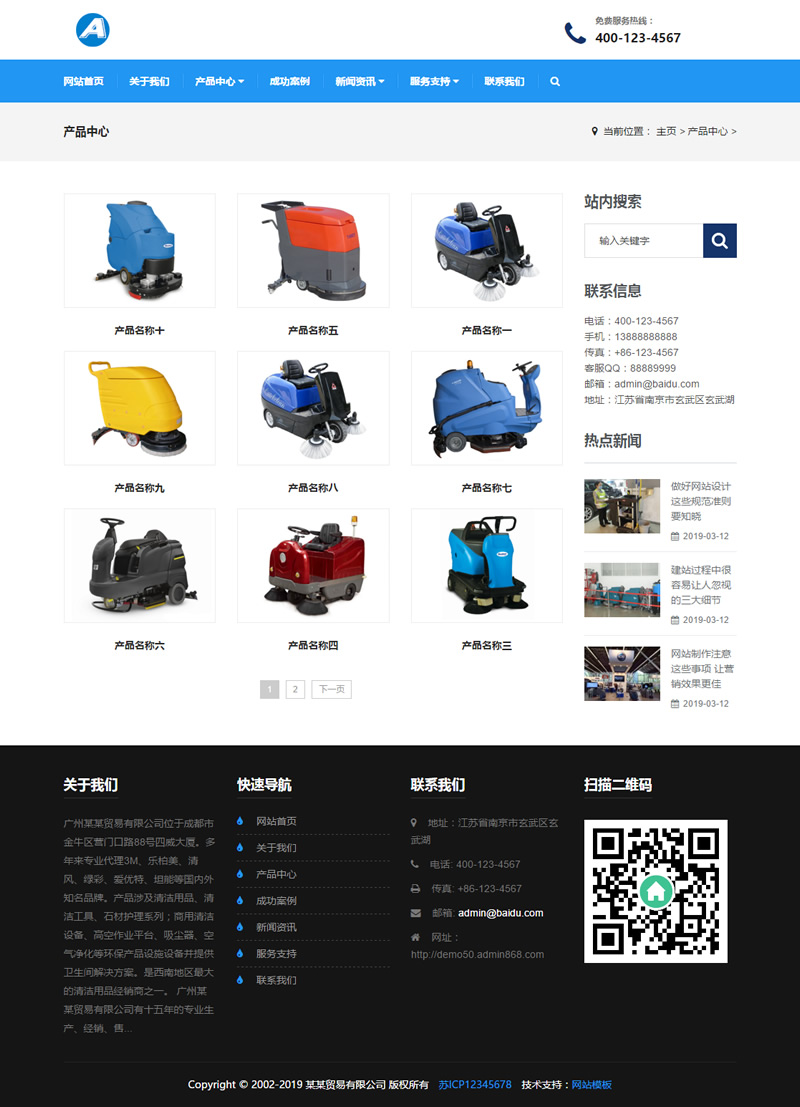 免费服务热线：
400-123-4567
网站首页 关于我们 产品中心 成功案例 新闻资讯 服务支持 联系我们
产品中心
当前位置： 主页 > 产品中心 >
产品名称十 产品名称五 产品名称一
产品名称九 产品名称八 产品名称七
产品名称六 产品名称四 产品名称三
1 2 下一页
站内搜索
输入关键字
联系信息
电话：400-123-4567
手机：13888888888
传真：+86-123-4567
客服QQ：88889999
邮箱：admin@baidu.com
地址：江苏省南京市玄武区玄武湖
热点新闻
做好网站设计
这些规范准则
要知晓
2019-03-12
建站过程中很
容易让人忽视
的三大细节
2019-03-12
网站制作注意
这些事项 让营
销效果更佳
2019-03-12
关于我们
广州某某贸易有限公司位于成都市
金牛区营门口路88号四威大厦。多
年来专业代理3M、乐柏美、清
风、绿彩、爱优特、坦能等国内外
知名品牌。产品涉及清洁用品、清
洁工具、石材护理系列；商用清洁
设备、高空作业平台、吸尘器、空
气净化等环保产品设施设备并提供
卫生间解决方案。是西南地区最大
的清洁用品经销商之一。 广州某
某贸易有限公司有十五年的专业生
产、经销、售...
快速导航
网站首页
关于我们
产品中心
成功案例
新闻资讯
服务支持
联系我们
联系我们
地址：江苏省南京市玄武区玄
武湖
电话: 400-123-4567
传真: +86-123-4567
邮箱: admin@baidu.com
网址：
http://demo50.admin868.com
扫描二维码
Copyright © 2002-2019 某某贸易有限公司 版权所有 苏ICP12345678 技术支持：网站模板